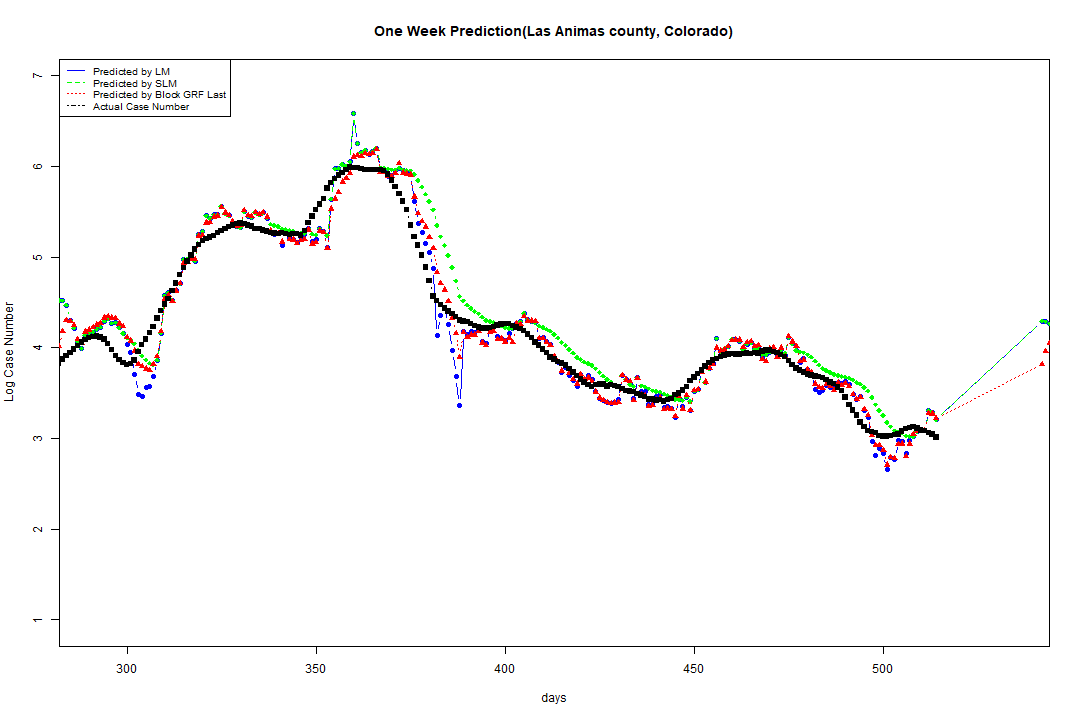 One Week Prediction(Las Animas county, Colorado)
Predicted by LM
Predicted by SLM
Predicted by Block GRF Last
Actual Case Number
7
6
5
4
3
2
1
Log Case Number
300 350 400 450 500
days